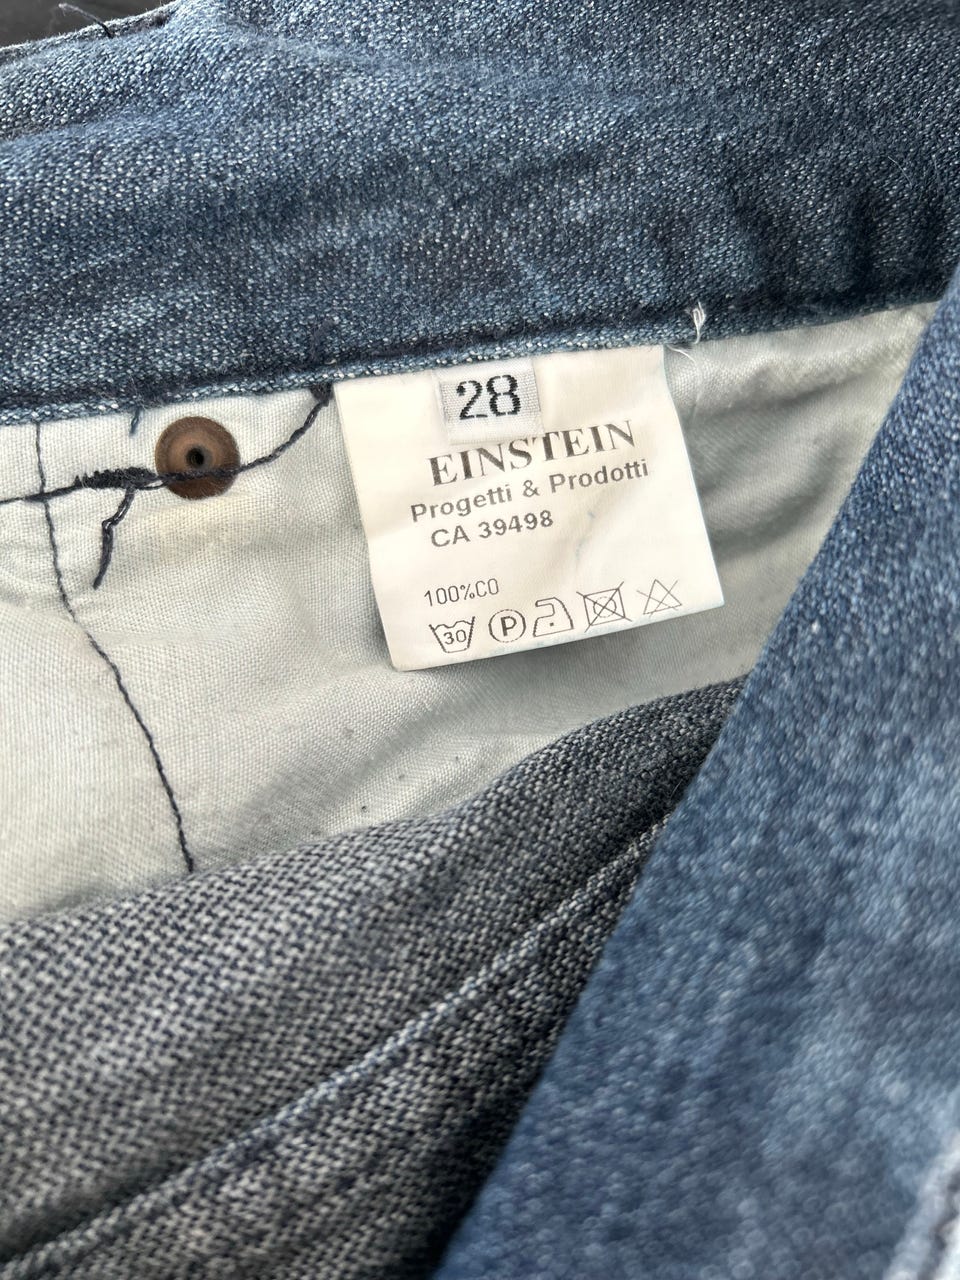 28
EINSTEIN
Progetti & Prodotti
CA 39498
100%CO
30 P